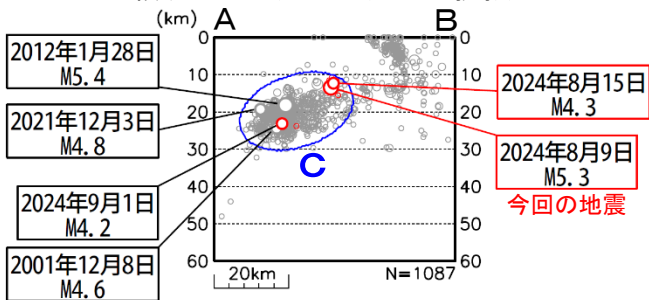 (km)
A
B
0
10
20
30
40
50
60
0
10
20
30
40
50
60
2012年1月28日
M5.4
2021年12月3日
M4.8
2024年9月1日
M4.2
2001年12月8日
M4.6
C
2024年8月15日
M4.3
2024年8月9日
M5.3
今回の地震
20km
N=1087